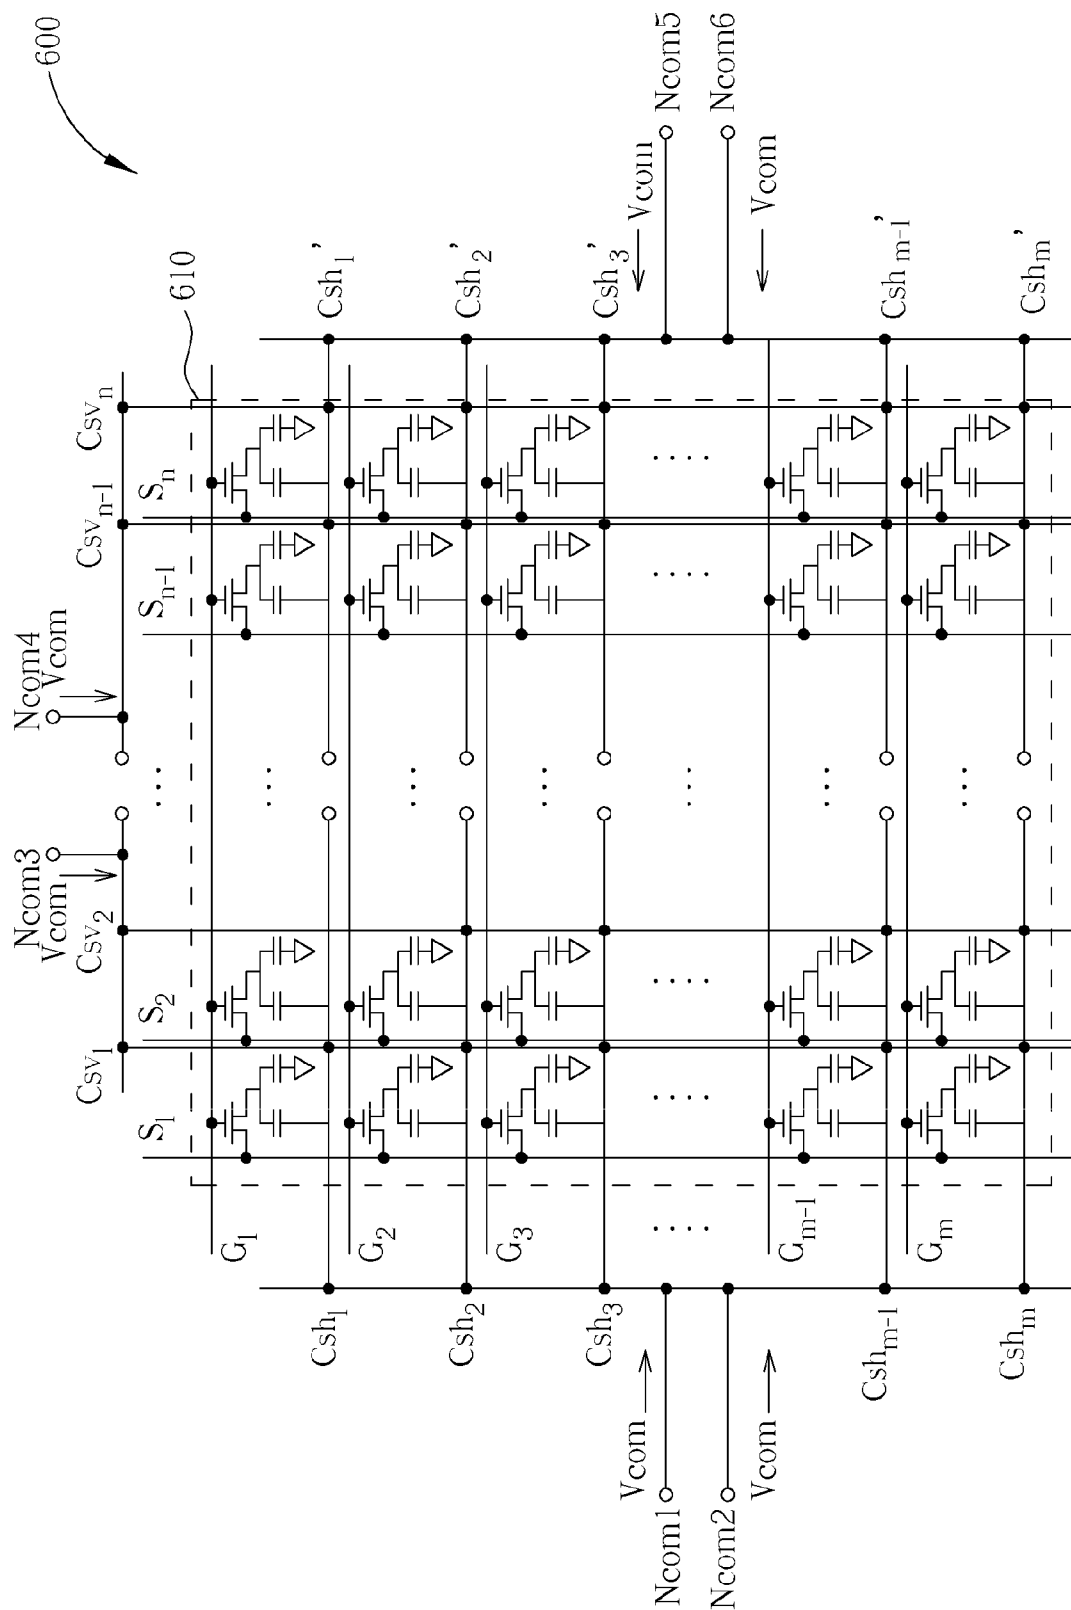 600
610
Ncom3
Vcom
Ncom4
Vcom
Csv1
Csv2
Csvn-1
Csvn
S1
S2
Sn-1
Sn
G1
G2
G3
Gm-1
Gm
Csh1
Csh2
Csh3
Cshm-1
Cshm
Csh1'
Csh2'
Csh3'
Cshm-1'
Cshm'
Vcom
Ncom1
Ncom2
Vcom
Vcom
Ncom5
Ncom6
Vcom